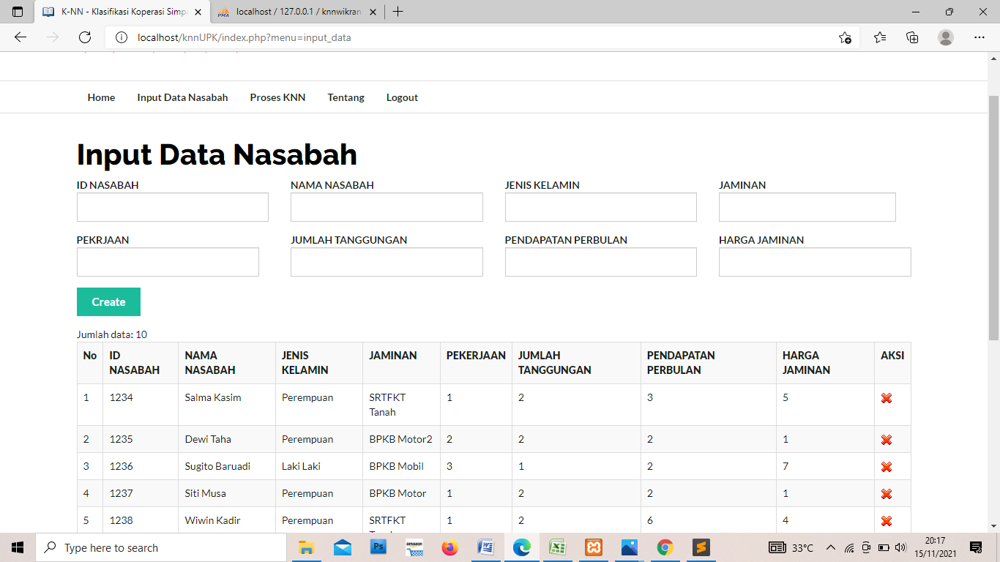 K-NN - Klasifikasi Koperasi Simp
localhost / 127.0.0.1 / knnwikran
localhost/knnUPK/index.php?menu=input_data
Home Input Data Nasabah Proses KNN Tentang Logout
Input Data Nasabah
ID NASABAH NAMA NASABAH JENIS KELAMIN JAMINAN
PEKRJAAN JUMLAH TANGGUNGAN PENDAPATAN PERBULAN HARGA JAMINAN
Create
Jumlah data: 10
No ID NASABAH NAMA NASABAH JENIS KELAMIN JAMINAN PEKERJAAN JUMLAH TANGGUNGAN PENDAPATAN PERBULAN HARGA JAMINAN AKSI
1 1234 Salma Kasim Perempuan SRTFKT Tanah 1 2 3 5
2 1235 Dewi Taha Perempuan BPKB Motor2 2 2 2 1
3 1236 Sugito Baruadi Laki Laki BPKB Mobil 3 1 2 7
4 1237 Siti Musa Perempuan BPKB Motor 1 2 2 1
5 1238 Wiwin Kadir Perempuan SRTFKT 1 2 6 4
Type here to search
Ps
amazon
33°C
20:17
15/11/2021